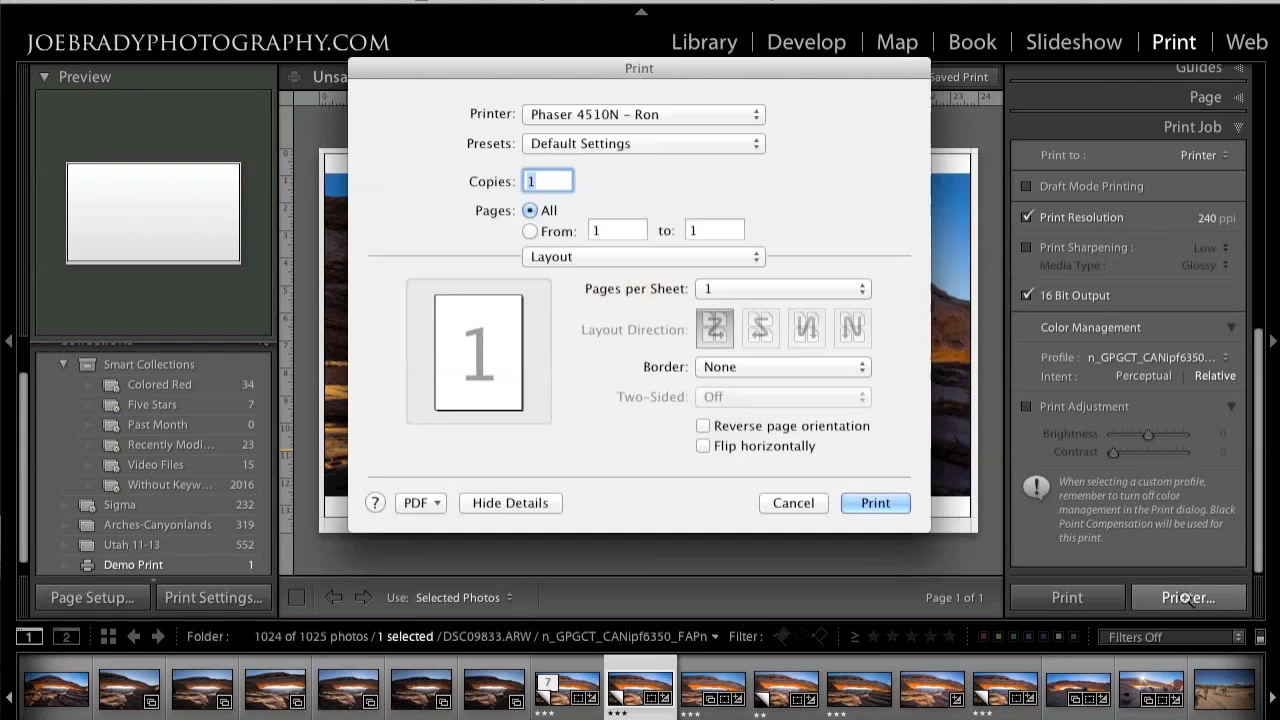 JOEBRADYPHOTOGRAPHY.COM
Library
Develop
Map
Book
Slideshow
Print
Web
Preview
Unsa
Saved Print
Print
Printer: Phaser 4510N – Ron
Presets: Default Settings
Copies: 1
Pages: All
From: 1 to: 1
Layout
Pages per Sheet: 1
Layout Direction:
Border: None
Two-Sided: Off
Reverse page orientation
Flip horizontally
1
?
PDF
Hide Details
Cancel
Print
Guides
Page
Print Job
Print to: Printer
Draft Mode Printing
Print Resolution 240 ppi
Print Sharpening : Low
Media Type : Glossy
16 Bit Output
Color Management
Profile : n_GPGCT_CANipf6350...
Intent : Perceptual Relative
Print Adjustment
Brightness 0
Contrast 0
When selecting a custom profile,
remember to turn off color
management in the Print dialog. Black
Point Compensation will be used for
this print.
Smart Collections
Colored Red 34
Five Stars 7
Past Month 0
Recently Modi... 23
Video Files 15
Without Keyw... 2016
Sigma 232
Arches-Canyonlands 319
Utah 11-13 552
Demo Print 1
Page Setup...
Print Settings...
Use: Selected Photos
Page 1 of 1
Print
Printer...
1
2
Folder: 1024 of 1025 photos / 1 selected / DSC09833.ARW / n_GPGCT_CANipf6350_FAPn
Filter :
Filters Off
7